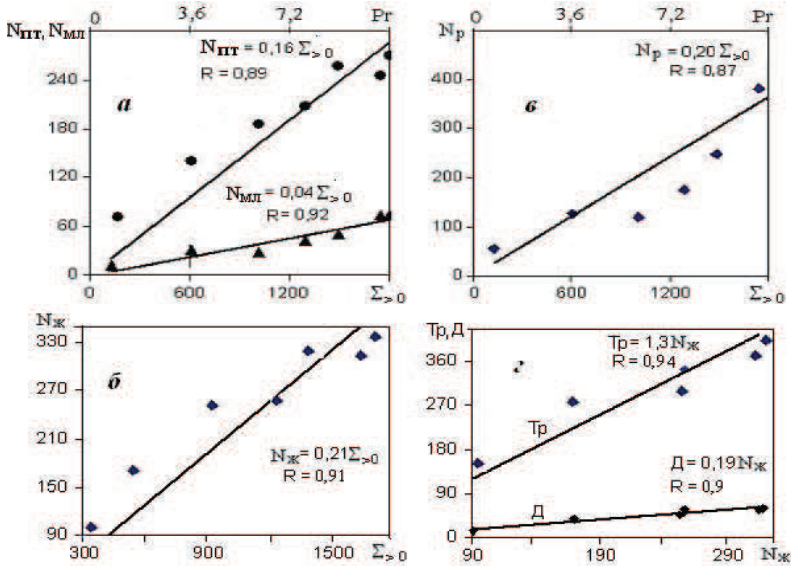 0 3,6 7,2 Pr
Nпт, Nмл
Nпт = 0,16 Σ>0
R = 0,89
а
240
180
120
60
0
Nмл = 0,04 Σ>0
R = 0,92
0 600 1200 Σ>0
0 3,6 7,2 Pr
Np
Np = 0,20 Σ>0
R = 0,87
в
500
400
300
200
100
0
0 600 1200 Σ>0
Nж
б
330
270
210
150
90
Nж = 0,21Σ>0
R = 0,91
300 900 1500 Σ>0
Тр, Д
Тр = 1,3Nж
R = 0,94
360
270
180
90
0
Тр
Д = 0,19Nж
R = 0,9
Д
90 190 290 Nж